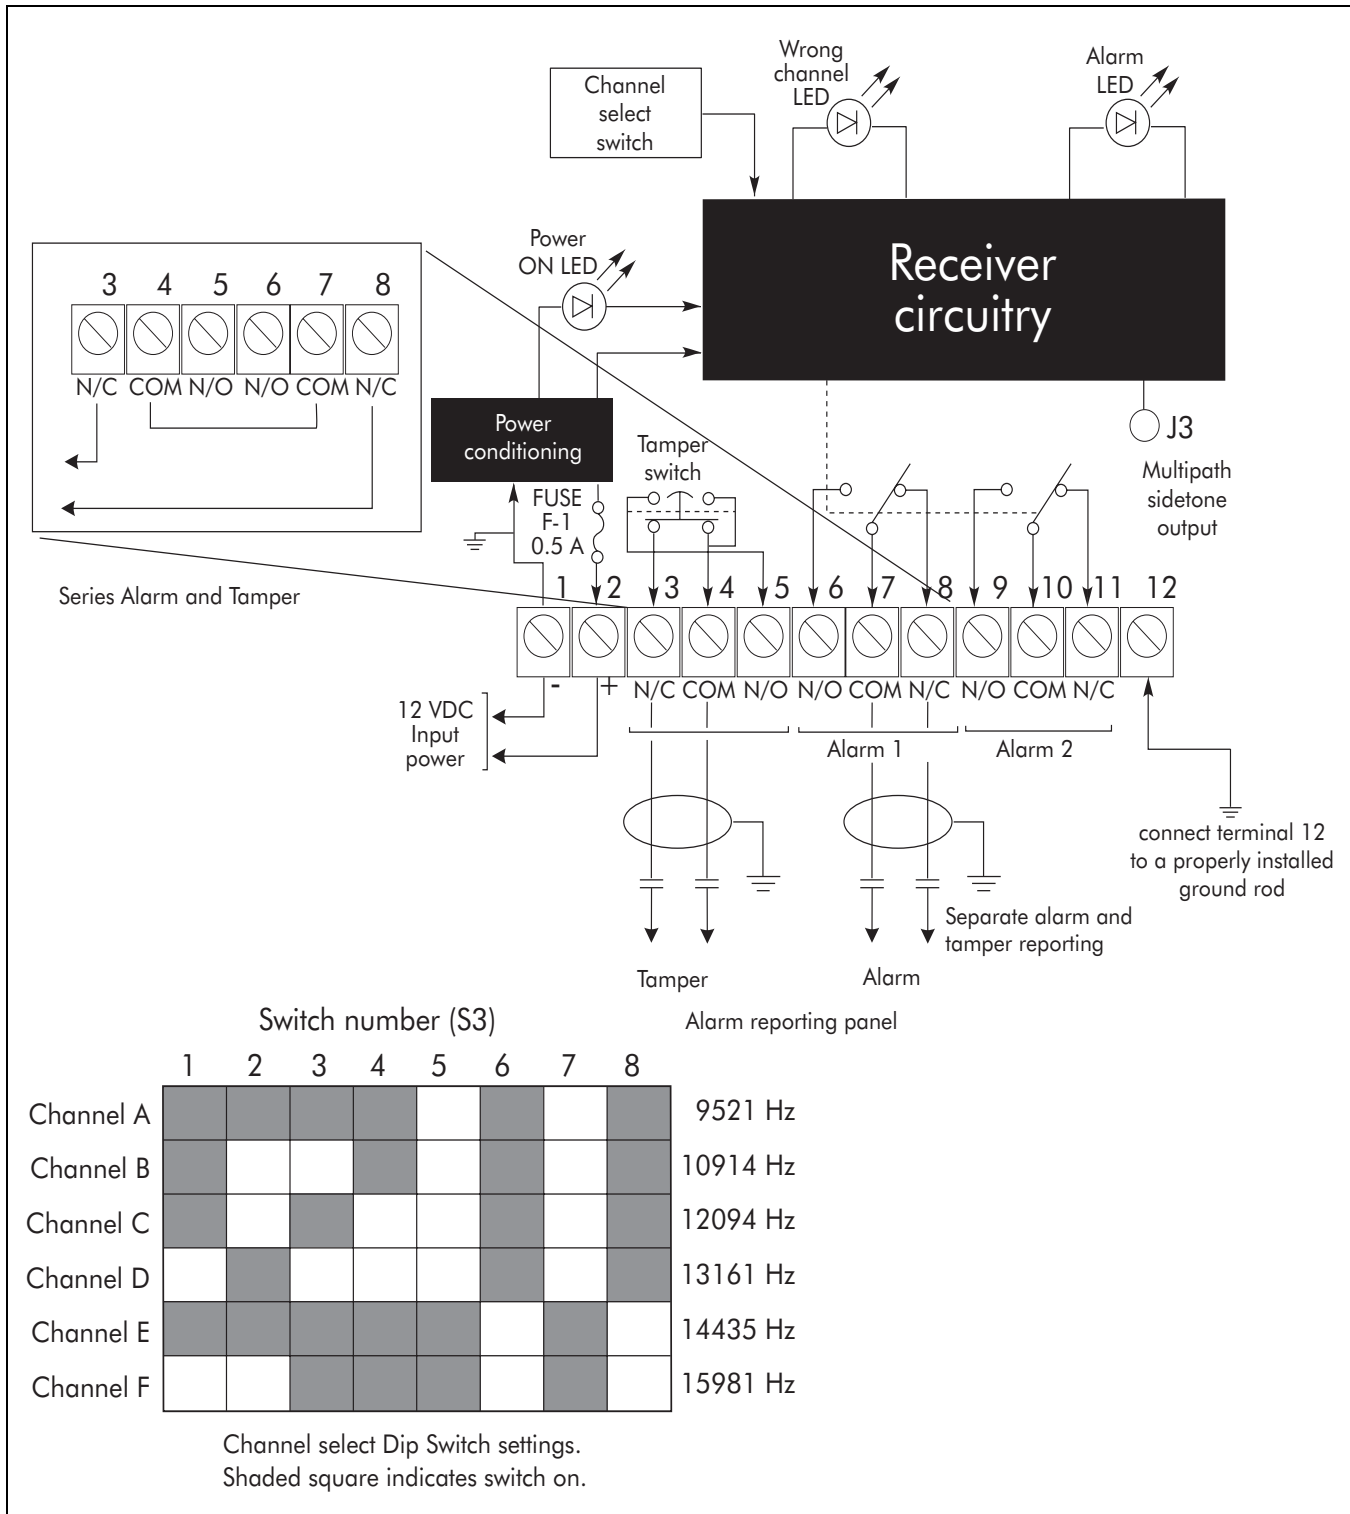 Wrong
channel
LED
Alarm
LED
Channel
select
switch
Receiver
circuitry
Power
ON LED
3 4 5 6 7 8
N/C COM N/O N/O COM N/C
Series Alarm and Tamper
Power
conditioning
FUSE
F-1
0.5 A
Tamper
switch
J3
Multipath
sidetone
output
1 2 3 4 5 6 7 8 9 10 11 12
- + N/C COM N/O N/O COM N/C N/O COM N/C
12 VDC
Input
power
Alarm 1
Alarm 2
connect terminal 12
to a properly installed
ground rod
Separate alarm and
tamper reporting
Tamper
Alarm
Alarm reporting panel
Switch number (S3)
1 2 3 4 5 6 7 8
Channel A 9521 Hz
Channel B 10914 Hz
Channel C 12094 Hz
Channel D 13161 Hz
Channel E 14435 Hz
Channel F 15981 Hz
Channel select Dip Switch settings.
Shaded square indicates switch on.